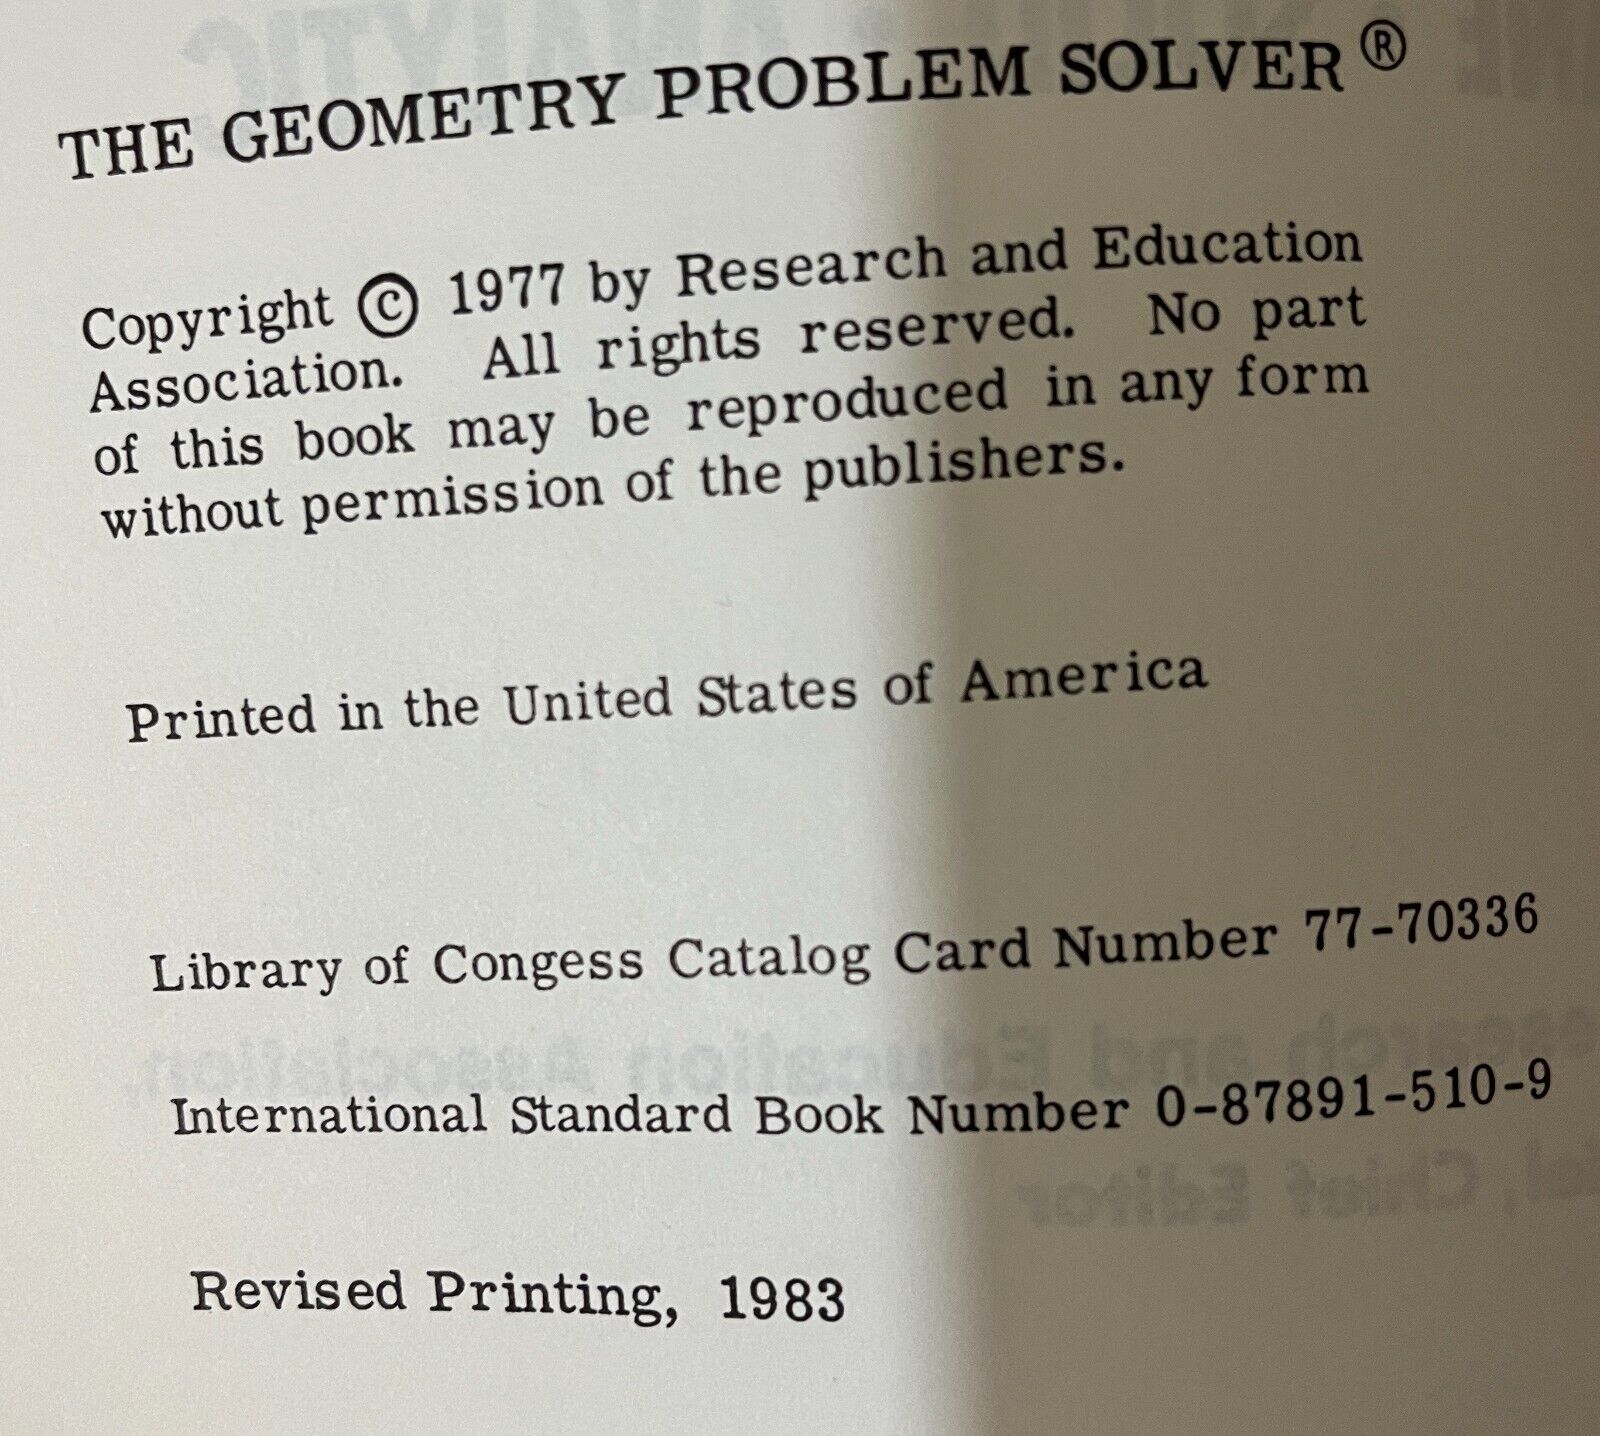 THE GEOMETRY PROBLEM SOLVER ®
Copyright © 1977 by Research and Education
Association. All rights reserved. No part
of this book may be reproduced in any form
without permission of the publishers.
Printed in the United States of America
Library of Congess Catalog Card Number 77-70336
International Standard Book Number 0-87891-510-9
Revised Printing, 1983